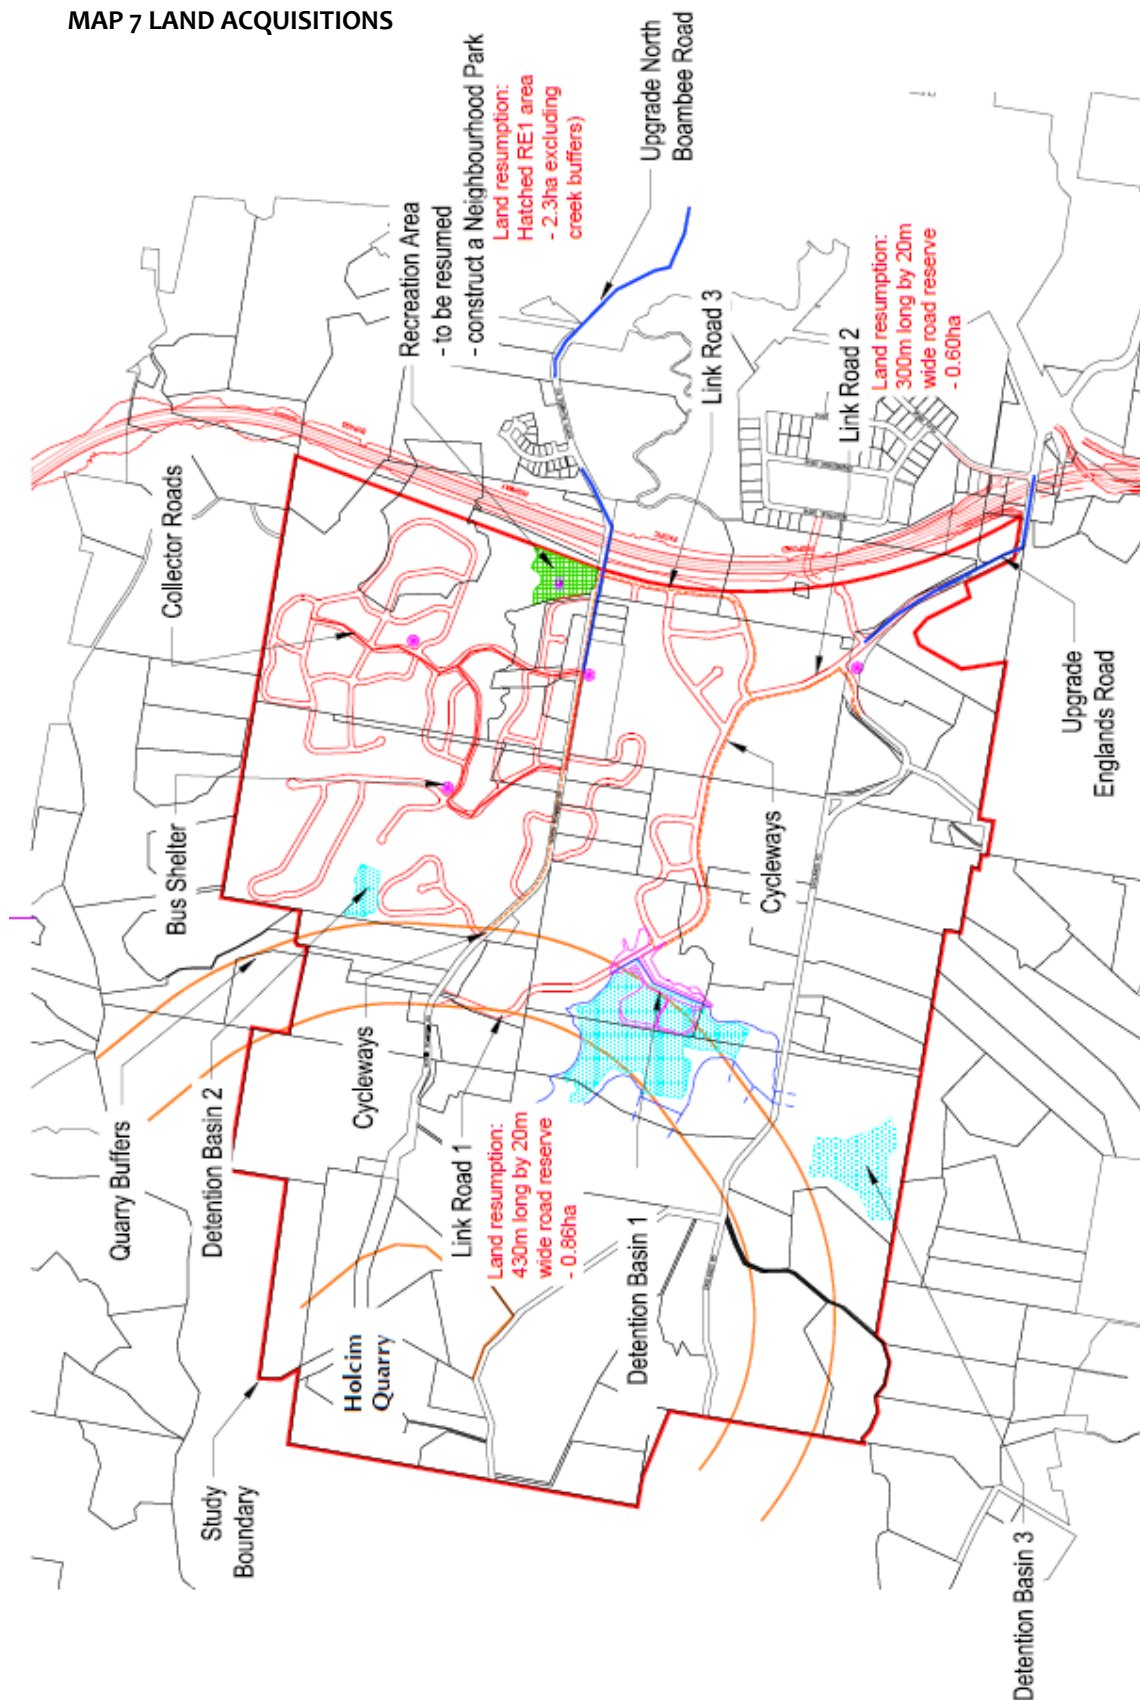 MAP 7 LAND ACQUISITIONS
Upgrade North
Boambee Road
Recreation Area
- to be resumed
- construct a Neighbourhood Park
Land resumption:
Hatched RE1 area
- 2.3ha excluding
creek buffers)
Collector Roads
Link Road 3
Link Road 2
Land resumption:
300m long by 20m
wide road reserve
- 0.60ha
Bus Shelter
Upgrade
Englands Road
Cycleways
Quarry Buffers
Detention Basin 2
Cycleways
Link Road 1
Land resumption:
430m long by 20m
wide road reserve
- 0.86ha
Detention Basin 1
Holcim
Quarry
Study
Boundary
Detention Basin 3